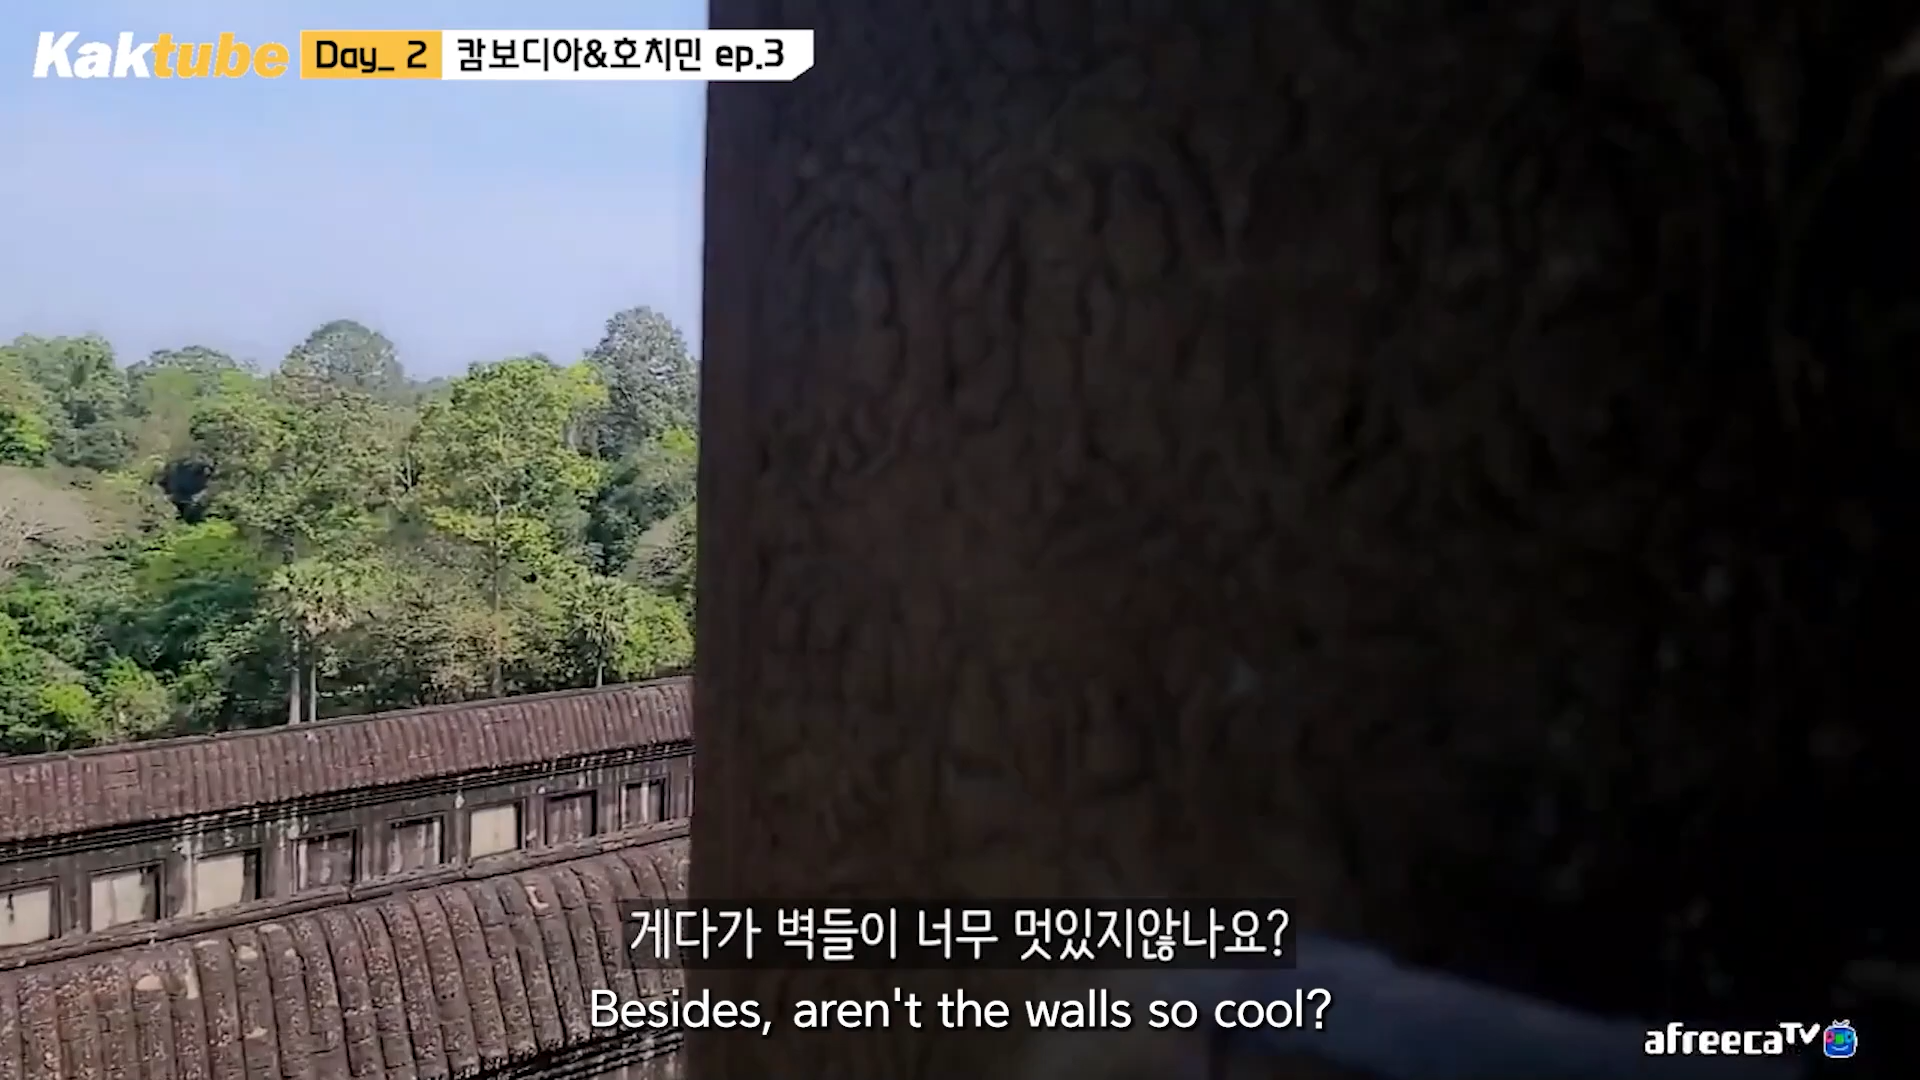 Kaktube Day_ 2 캄보디아&호치민 ep.3
게다가 벽들이 너무 멋있지않나요?
Besides, aren't the walls so cool?
afreecaTV